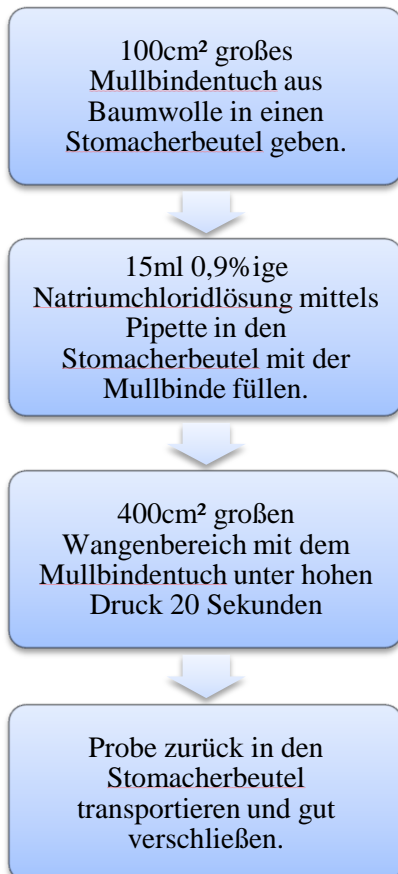 100cm² großes
Mullbindentuch aus
Baumwolle in einen
Stomacherbeutel geben.
15ml 0,9%ige
Natriumchloridlösung mittels
Pipette in den
Stomacherbeutel mit der
Mullbinde füllen.
400cm² großen
Wangenbereich mit dem
Mullbindentuch unter hohen
Druck 20 Sekunden
Probe zurück in den
Stomacherbeutel
transportieren und gut
verschließen.